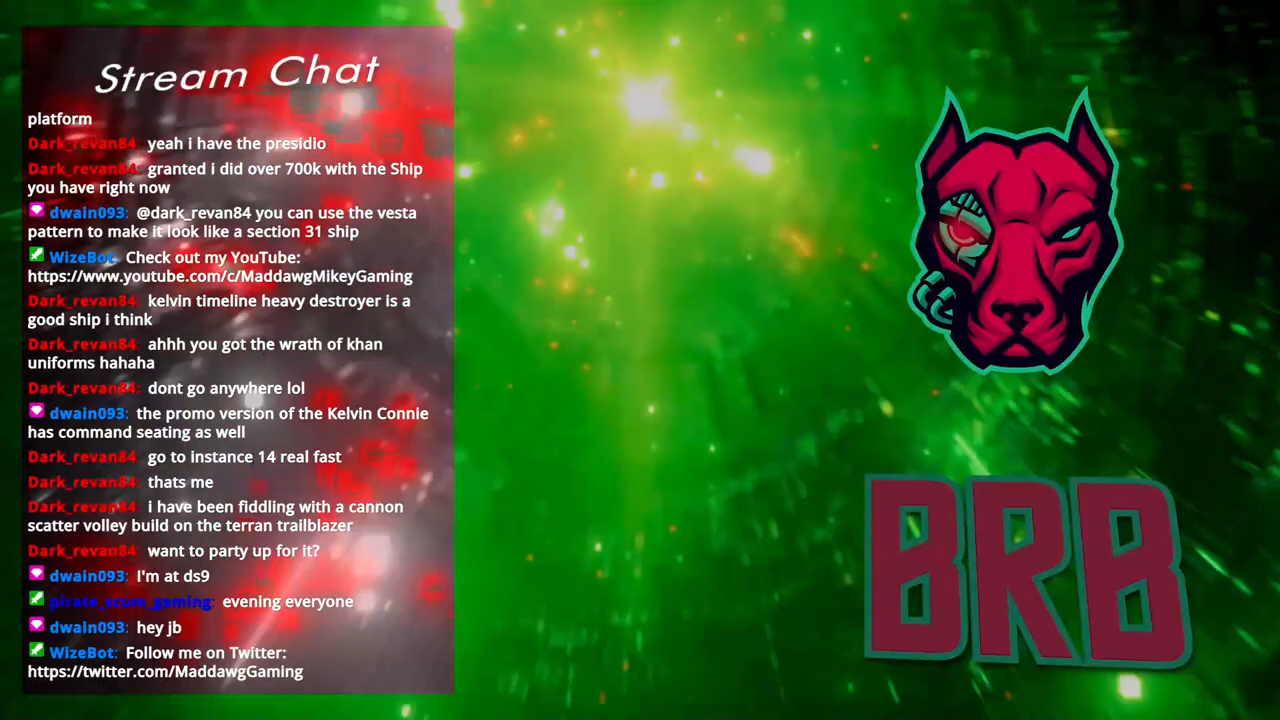 Stream Chat
platform
Dark_revan84: yeah i have the presidio
Dark_revan84: granted i did over 700k with the Ship
you have right now
dwain093: @dark_revan84 you can use the vesta
pattern to make it look like a section 31 ship
WizeBot: Check out my YouTube:
https://www.youtube.com/c/MaddawgMikeyGaming
Dark_revan84: kelvin timeline heavy destroyer is a
good ship i think
Dark_revan84: ahhh you got the wrath of khan
uniforms hahaha
Dark_revan84: dont go anywhere lol
dwain093: the promo version of the Kelvin Connie
has command seating as well
Dark_revan84: go to instance 14 real fast
Dark_revan84: thats me
Dark_revan84: i have been fiddling with a cannon
scatter volley build on the terran trailblazer
Dark_revan84: want to party up for it?
dwain093: I'm at ds9
pirate_scum_gaming: evening everyone
dwain093: hey jb
WizeBot: Follow me on Twitter:
https://twitter.com/MaddawgGaming
BRB